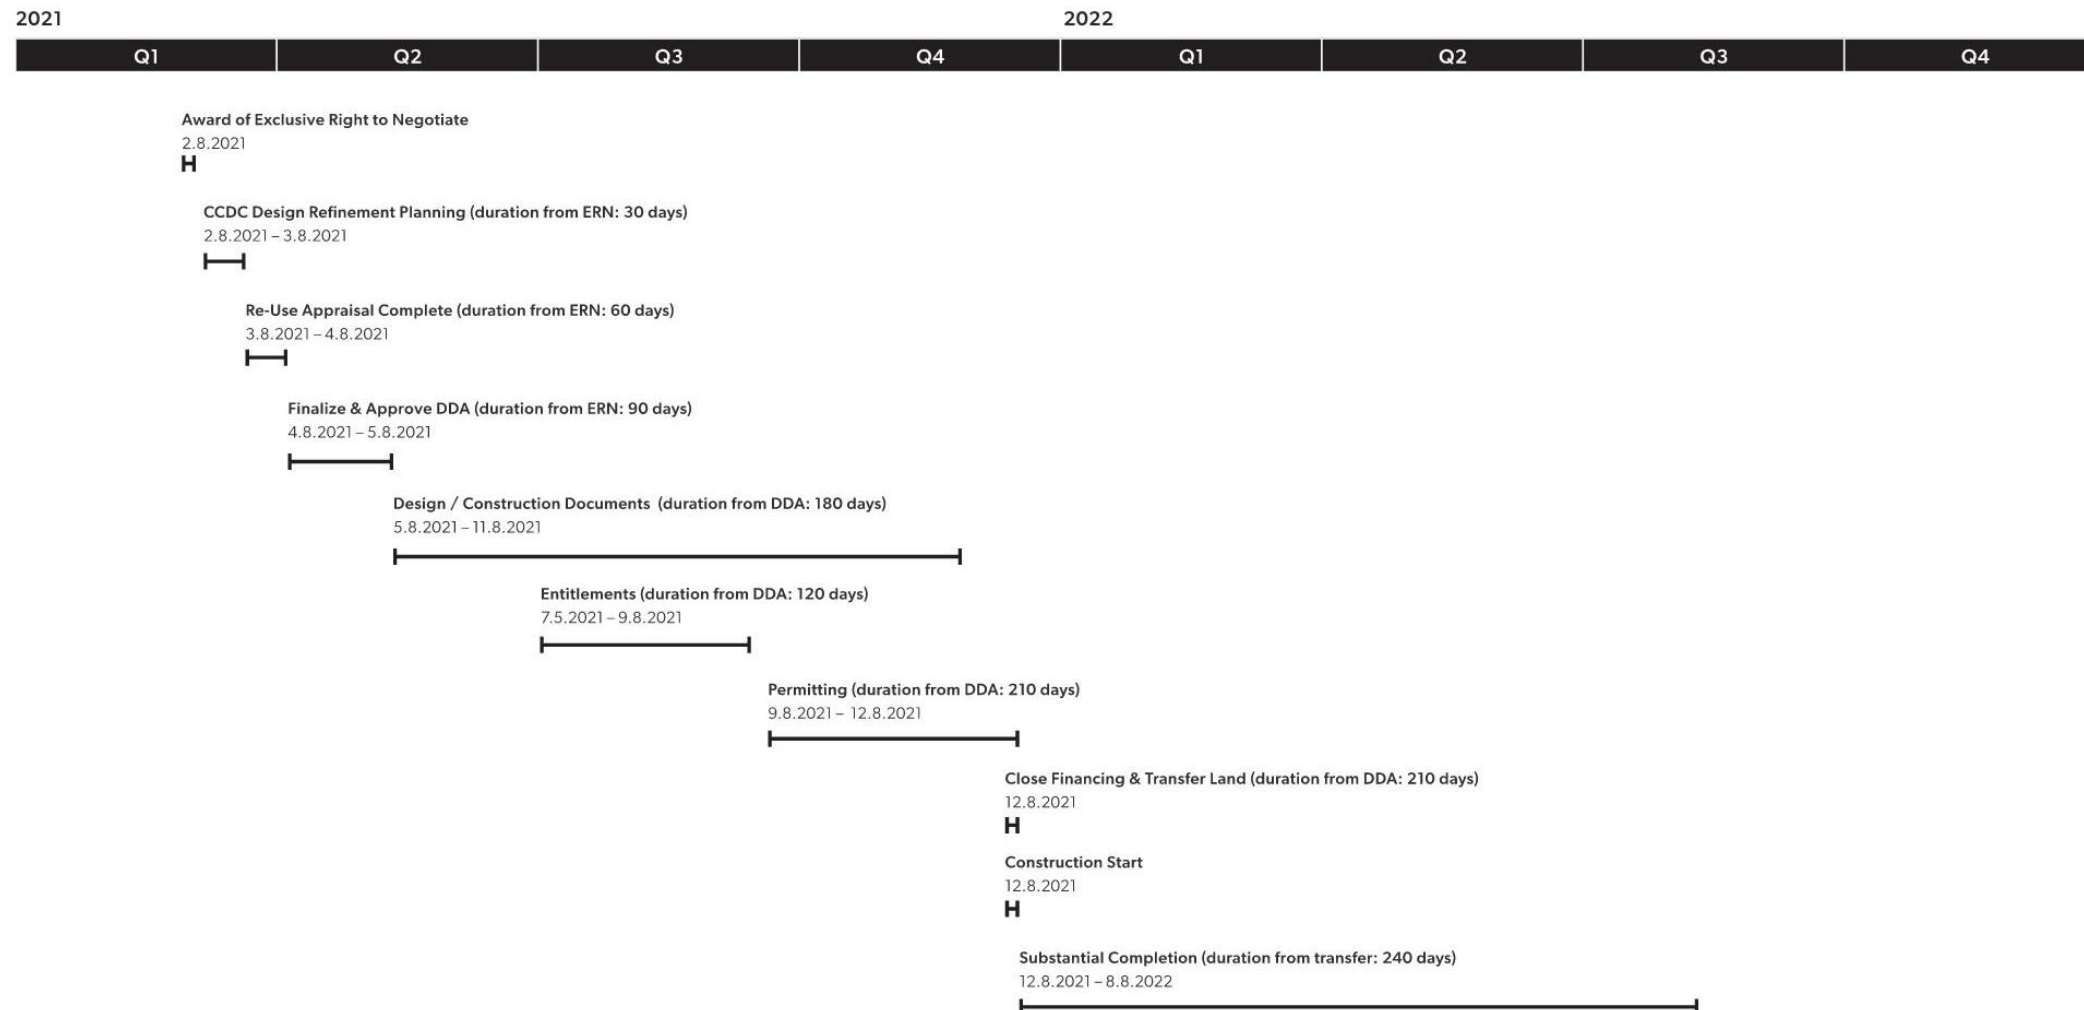 2021 2022
Q1 Q2 Q3 Q4 Q1 Q2 Q3 Q4
Award of Exclusive Right to Negotiate
2.8.2021
CCDC Design Refinement Planning (duration from ERN: 30 days)
2.8.2021 – 3.8.2021
Re-Use Appraisal Complete (duration from ERN: 60 days)
3.8.2021 – 4.8.2021
Finalize & Approve DDA (duration from ERN: 90 days)
4.8.2021 – 5.8.2021
Design / Construction Documents (duration from DDA: 180 days)
5.8.2021 – 11.8.2021
Entitlements (duration from DDA: 120 days)
7.5.2021 – 9.8.2021
Permitting (duration from DDA: 210 days)
9.8.2021 – 12.8.2021
Close Financing & Transfer Land (duration from DDA: 210 days)
12.8.2021
Construction Start
12.8.2021
Substantial Completion (duration from transfer: 240 days)
12.8.2021 – 8.8.2022